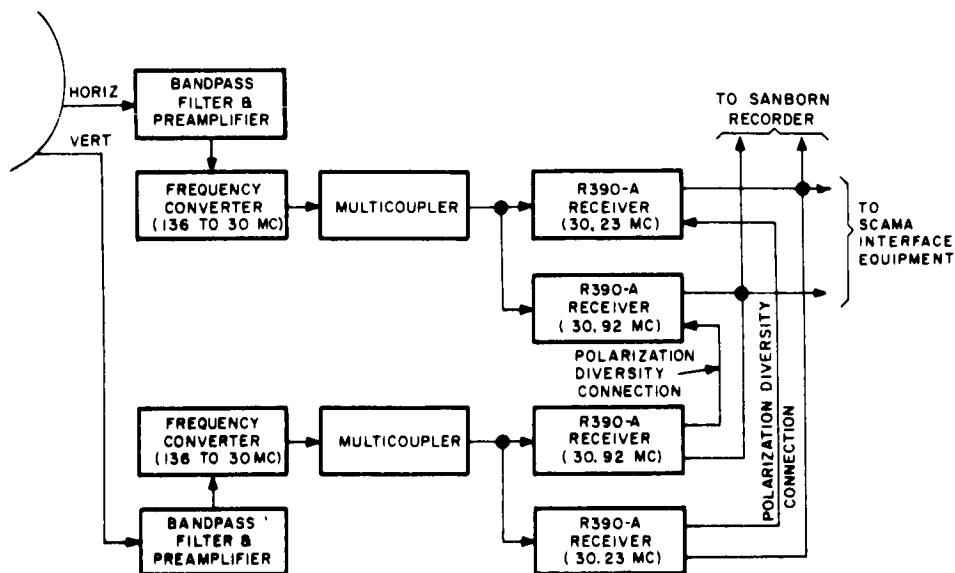 HORIZ
BANDPASS
FILTER &
PREAMPLIFIER
VERT
TO SANBORN
RECORDER
FREQUENCY
CONVERTER
(136 TO 30 MC)
MULTICOUPLER
R390-A
RECEIVER
(30.23 MC)
TO
SCAMA
INTERFACE
EQUIPMENT
R390-A
RECEIVER
(30.92 MC)
POLARIZATION
DIVERSITY
CONNECTION
POLARIZATION DIVERSITY
CONNECTION
FREQUENCY
CONVERTER
(136 TO 30 MC)
MULTICOUPLER
R390-A
RECEIVER
(30.92 MC)
BANDPASS
FILTER &
PREAMPLIFIER
R390-A
RECEIVER
(30.23 MC)